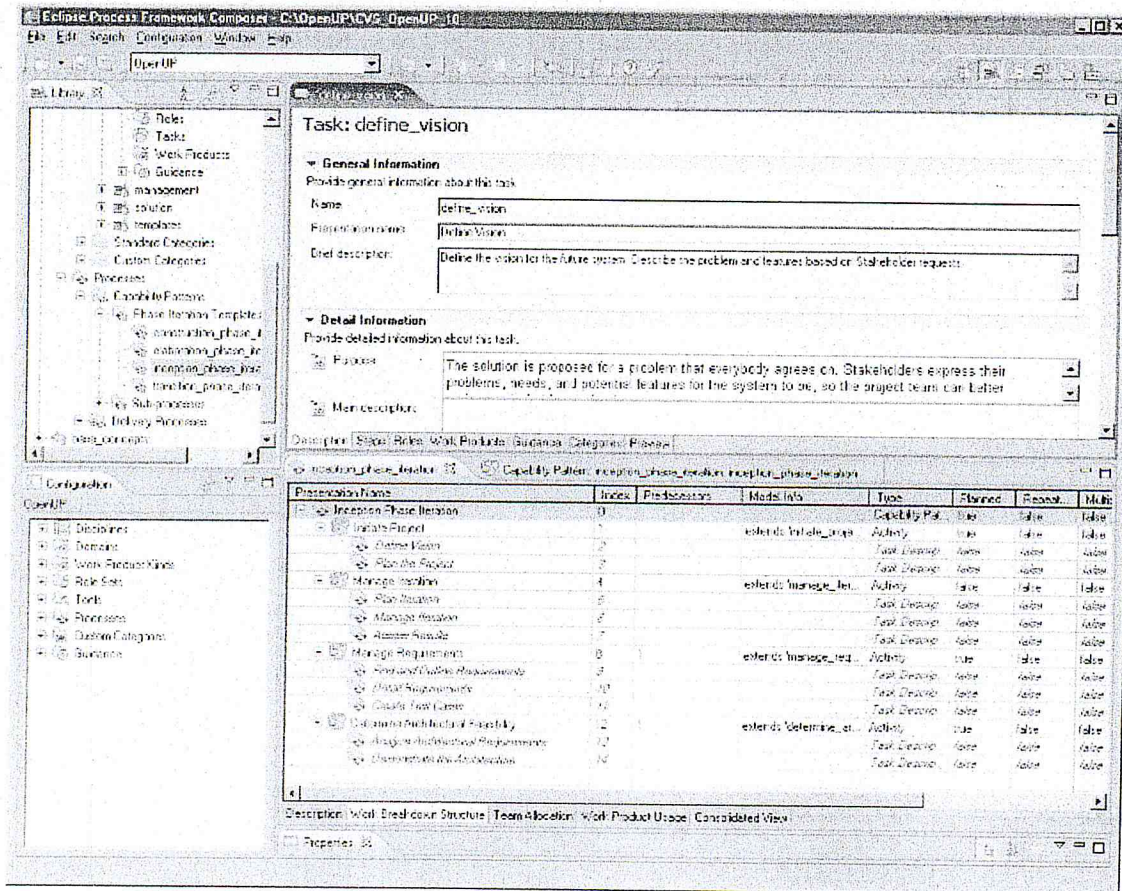 Eclipse Process Framework Composer - C:\OpenUP\CVS_OpenUP_10
File Edit Search Configuration Window Help
OpenUP
Library
Roles
Tasks
Work Products
Guidance
management
solution
templates
Standard Categories
Custom Categories
Processes
Capability Patterns
Phase Iteration Templates
construction_phase_it
elaboration_phase_ite
inception_phase_itera
transition_phase_itera
Sub-processes
Delivery Processes
base_concepts
Configuration
OpenUP
Disciplines
Domains
Work Product Kinds
Role Sets
Tools
Processes
Custom Categories
Guidance
Task: define_vision
General Information
Provide general information about this task.
Name: define_vision
Presentation name: Define Vision
Brief description: Define the vision for the future system. Describe the problem and features based on Stakeholder requests.
Detail Information
Provide detailed information about this task.
Purpose: The solution is proposed for a problem that everybody agrees on. Stakeholders express their
problems, needs, and potential features for the system to be, so the project team can better
Main description:
Description Steps Roles Work Products Guidance Categories Preview
inception_phase_iteration Capability Pattern: inception_phase_iteration, inception_phase_iteration
Presentation Name Index Predecessors Model Info Type Planned Repeat... Multip
Inception Phase Iteration 0 Capability Pat... true false false
Initiate Project 1 extends 'initiate_proje... Activity true false false
Define Vision 2 Task Descrip... false false false
Plan the Project 3 Task Descrip... false false false
Manage Iteration 4 extends 'manage_iter... Activity false false
Plan Iteration 5 Task Descrip... false false false
Manage Iteration 6 Task Descrip... false false false
Assess Results 7 Task Descrip... false false false
Manage Requirements 8 extends 'manage_req... Activity true false false
Find and Outline Requirements 9 Task Descrip... false false false
Detail Requirements 10 Task Descrip... false false false
Create Test Cases 11 Task Descrip... false false false
Determine Architectural Feasibility 12 extends 'determine_ar... Activity true false false
Analyze Architectural Requirements 13 Task Descrip... false false false
Demonstrate the Architecture 14 Task Descrip... false false false
Description Work Breakdown Structure Team Allocation Work Product Usage Consolidated View
Properties